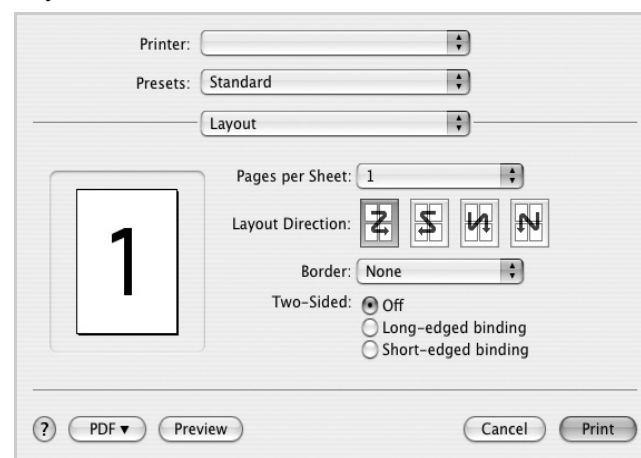 Printer:
Presets: Standard
Layout
Pages per Sheet: 1
1
Layout Direction:
Border: None
Two-Sided: Off
Long-edged binding
Short-edged binding
? PDF▼ Preview Cancel Print